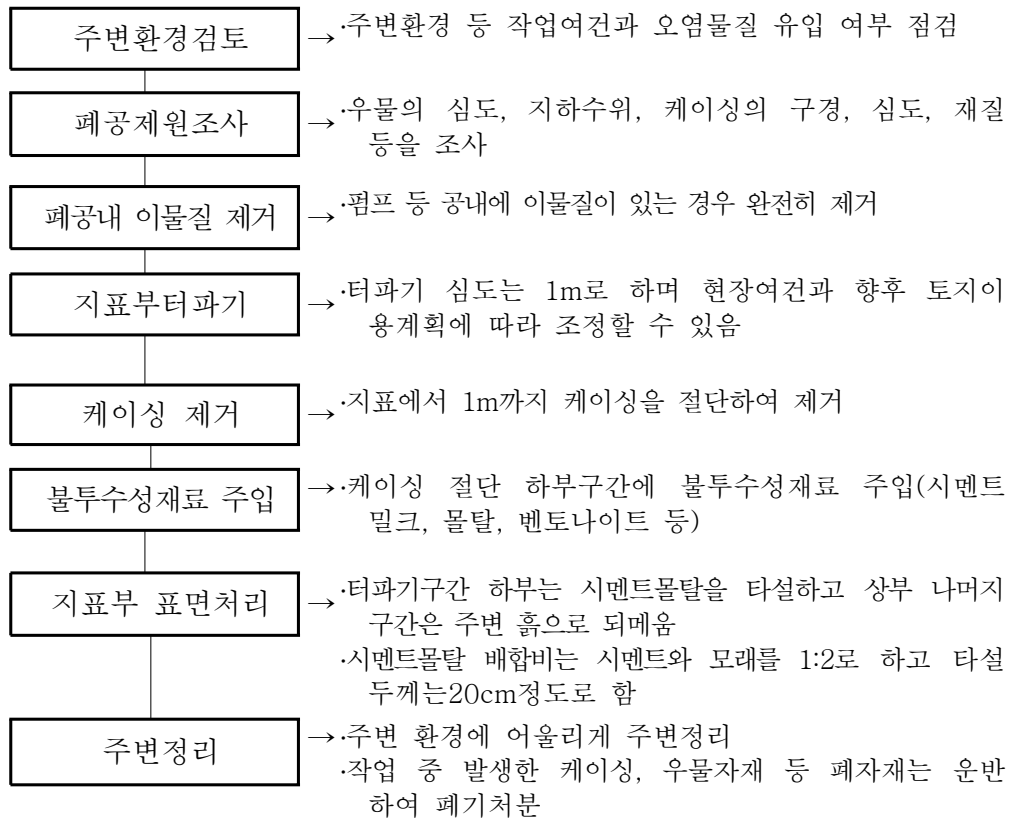 주변환경검토
→·주변환경 등 작업여건과 오염물질 유입 여부 점검
폐공제원조사
→·우물의 심도, 지하수위, 케이싱의 구경, 심도, 재질
등을 조사
폐공내 이물질 제거
→·펌프 등 공내에 이물질이 있는 경우 완전히 제거
지표부터파기
→·터파기 심도는 1m로 하며 현장여건과 향후 토지이
용계획에 따라 조정할 수 있음
케이싱 제거
→·지표에서 1m까지 케이싱을 절단하여 제거
불투수성재료 주입
→·케이싱 절단 하부구간에 불투수성재료 주입(시멘트
밀크, 몰탈, 벤토나이트 등)
지표부 표면처리
→·터파기구간 하부는 시멘트몰탈을 타설하고 상부 나머지
구간은 주변 흙으로 되메움
·시멘트몰탈 배합비는 시멘트와 모래를 1:2로 하고 타설
두께는20cm정도로 함
주변정리
→·주변 환경에 어울리게 주변정리
·작업 중 발생한 케이싱, 우물자재 등 폐자재는 운반
하여 폐기처분